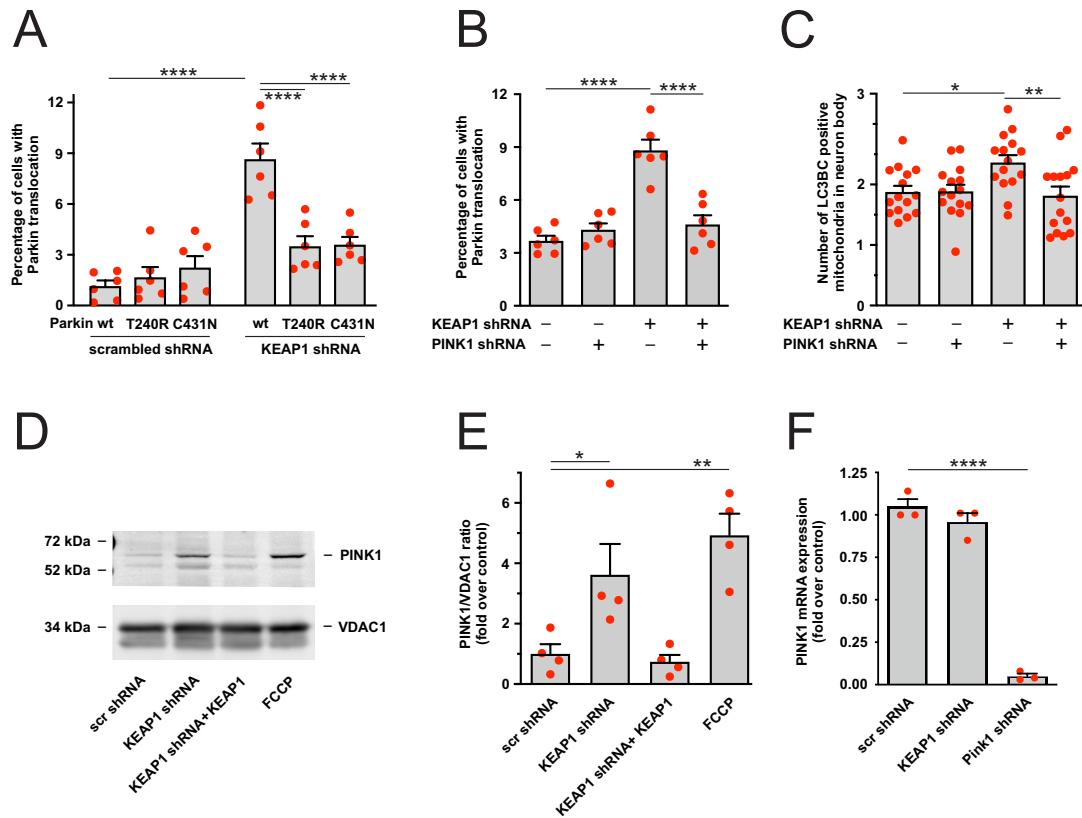 A
Percentage of cells with
Parkin translocation
12
9
6
3
0
****
****
****
Parkin wt T240R C431N wt T240R C431N
scrambled shRNA KEAP1 shRNA
B
Percentage of cells with
Parkin translocation
12
9
6
3
0
**** ****
KEAP1 shRNA – – + +
PINK1 shRNA – + – +
C
Number of LC3BC positive
mitochondria in neuron body
3
2
2
1
0
* **
KEAP1 shRNA – – + +
PINK1 shRNA – + – +
D
72 kDa – – PINK1
52 kDa –
34 kDa – – VDAC1
scr shRNA
KEAP1 shRNA
KEAP1 shRNA+KEAP1
FCCP
E
PINK1/VDAC1 ratio
(fold over control)
8
6
4
2
0
* **
scr shRNA
KEAP1 shRNA
KEAP1 shRNA+ KEAP1
FCCP
F
PINK1 mRNA expression
(fold over control)
1.25
1.00
0.75
0.50
0.25
0.00
****
scr shRNA
KEAP1 shRNA
Pink1 shRNA